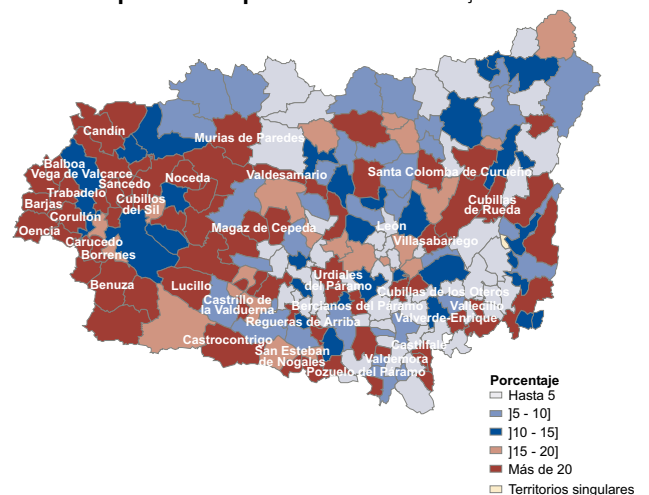 Candín
Murias de Paredes
Balboa
Vega de Valcarce
Sancedo
Noceda
Valdesamario
Santa Colomba de Curueño
Trabadelo
Barjas
Cubillos
del Sil
Cubillas
de Rueda
Corullón
Oencia
Magaz de Cepeda
León
Villasabariego
Carucedo
Borrenes
Benuza
Lucillo
Urdiales
del Páramo
Castrillo de
la Valduerna
Cubillas de los Oteros
Bercianos del Páramo
Vallecillo
Regueras de Arriba
Valverde-Enrique
Castrocontrigo
Castilfalé
San Esteban
de Nogales
Valdemora
Pozuelo del Páramo
Porcentaje
Hasta 5
]5 - 10]
]10 - 15]
]15 - 20]
Más de 20
Territorios singulares